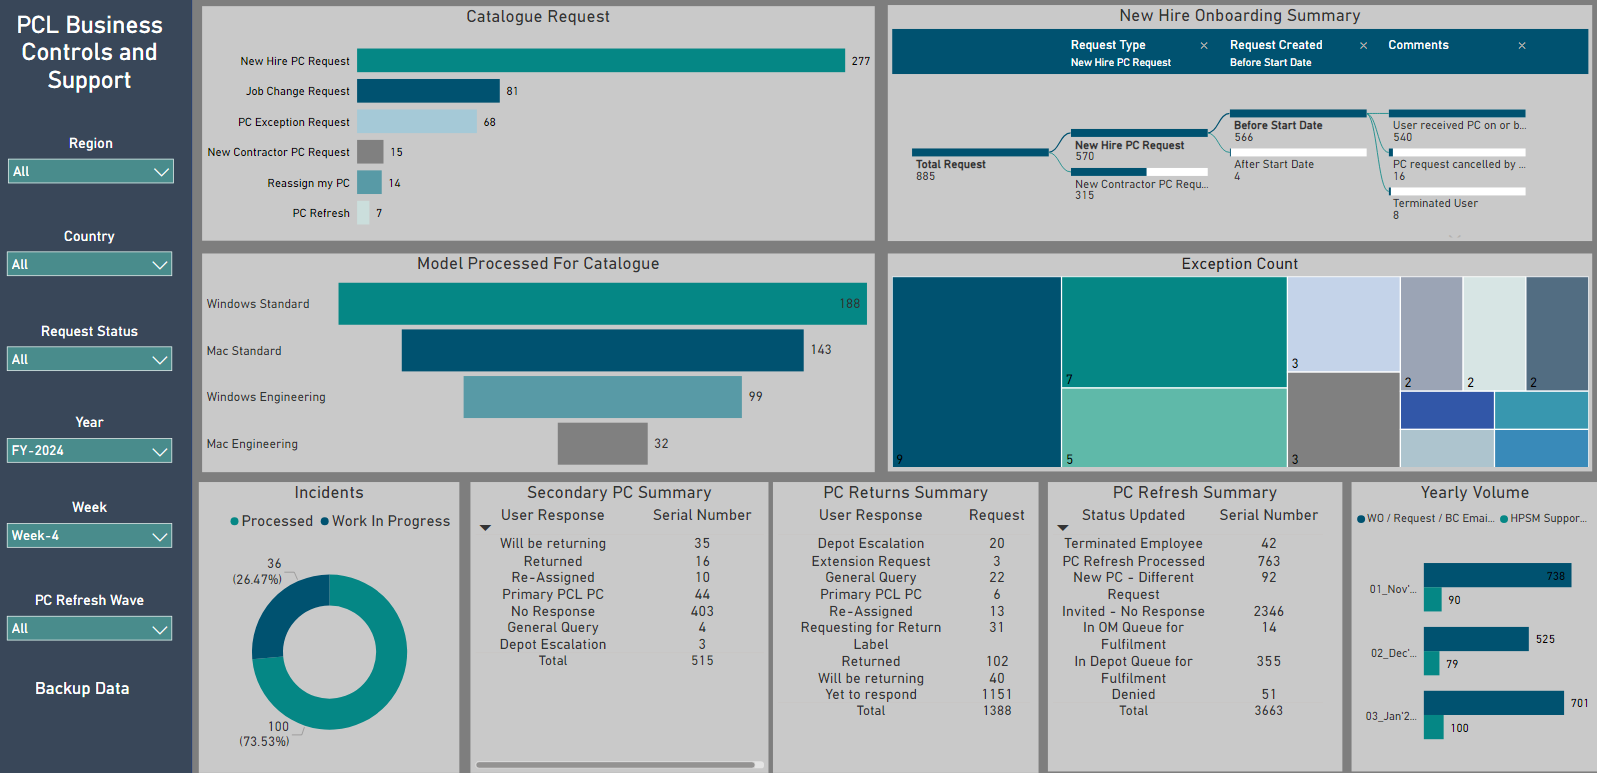 PCL Business
Controls and
Support
Region
All
Country
All
Request Status
All
Year
FY-2024
Week
Week-4
PC Refresh Wave
All
Backup Data
Catalogue Request
New Hire PC Request 277
Job Change Request 81
PC Exception Request 68
New Contractor PC Request 15
Reassign my PC 14
PC Refresh 7
New Hire Onboarding Summary
Request Type × Request Created × Comments ×
New Hire PC Request Before Start Date
Total Request
885
New Hire PC Request
570
New Contractor PC Requ...
315
Before Start Date
566
After Start Date
4
User received PC on or b...
540
PC request cancelled by ...
16
Terminated User
8
Model Processed For Catalogue
Windows Standard 188
Mac Standard 143
Windows Engineering 99
Mac Engineering 32
Exception Count
9
7
5
3
3
2
2
2
Incidents
Processed Work In Progress
36
(26.47%)
100
(73.53%)
Secondary PC Summary
User Response Serial Number
Will be returning 35
Returned 16
Re-Assigned 10
Primary PCL PC 44
No Response 403
General Query 4
Depot Escalation 3
Total 515
PC Returns Summary
User Response Request
Depot Escalation 20
Extension Request 3
General Query 22
Primary PCL PC 6
Re-Assigned 13
Requesting for Return 31
Label
Returned 102
Will be returning 40
Yet to respond 1151
Total 1388
PC Refresh Summary
Status Updated Serial Number
Terminated Employee 42
PC Refresh Processed 763
New PC - Different 92
Request
Invited - No Response 2346
In OM Queue for 14
Fulfilment
In Depot Queue for 355
Fulfilment
Denied 51
Total 3663
Yearly Volume
WO / Request / BC Emai... HPSM Suppor...
01_Nov'... 738
90
02_Dec'... 525
79
03_Jan'2... 701
100